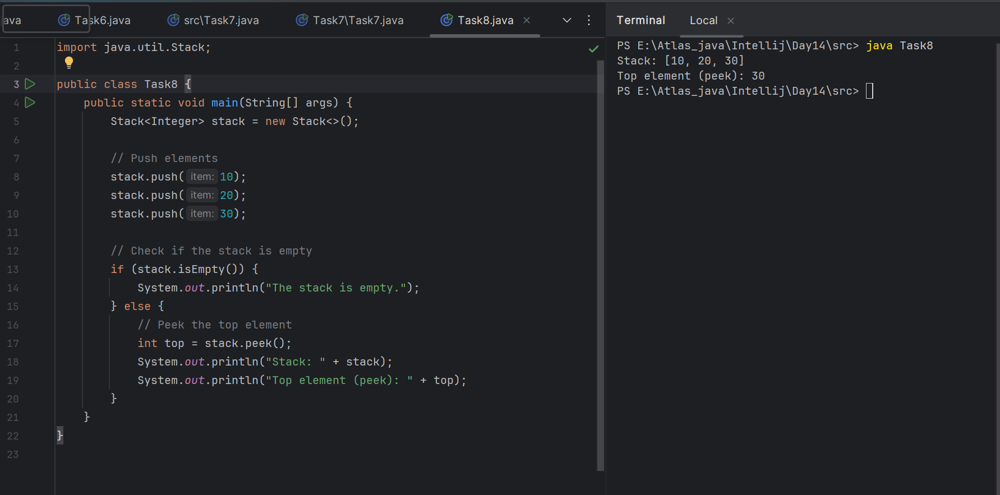 ava Task6.java src\Task7.java Task7\Task7.java Task8.java
1 import java.util.Stack;
2
3 public class Task8 {
4     public static void main(String[] args) {
5         Stack<Integer> stack = new Stack<>();
6
7         // Push elements
8         stack.push( item: 10);
9         stack.push( item: 20);
10         stack.push( item: 30);
11
12         // Check if the stack is empty
13         if (stack.isEmpty()) {
14             System.out.println("The stack is empty.");
15         } else {
16             // Peek the top element
17             int top = stack.peek();
18             System.out.println("Stack: " + stack);
19             System.out.println("Top element (peek): " + top);
20         }
21     }
22 }
23
Terminal Local
PS E:\Atlas_java\Intellij\Day14\src> java Task8
Stack: [10, 20, 30]
Top element (peek): 30
PS E:\Atlas_java\Intellij\Day14\src>